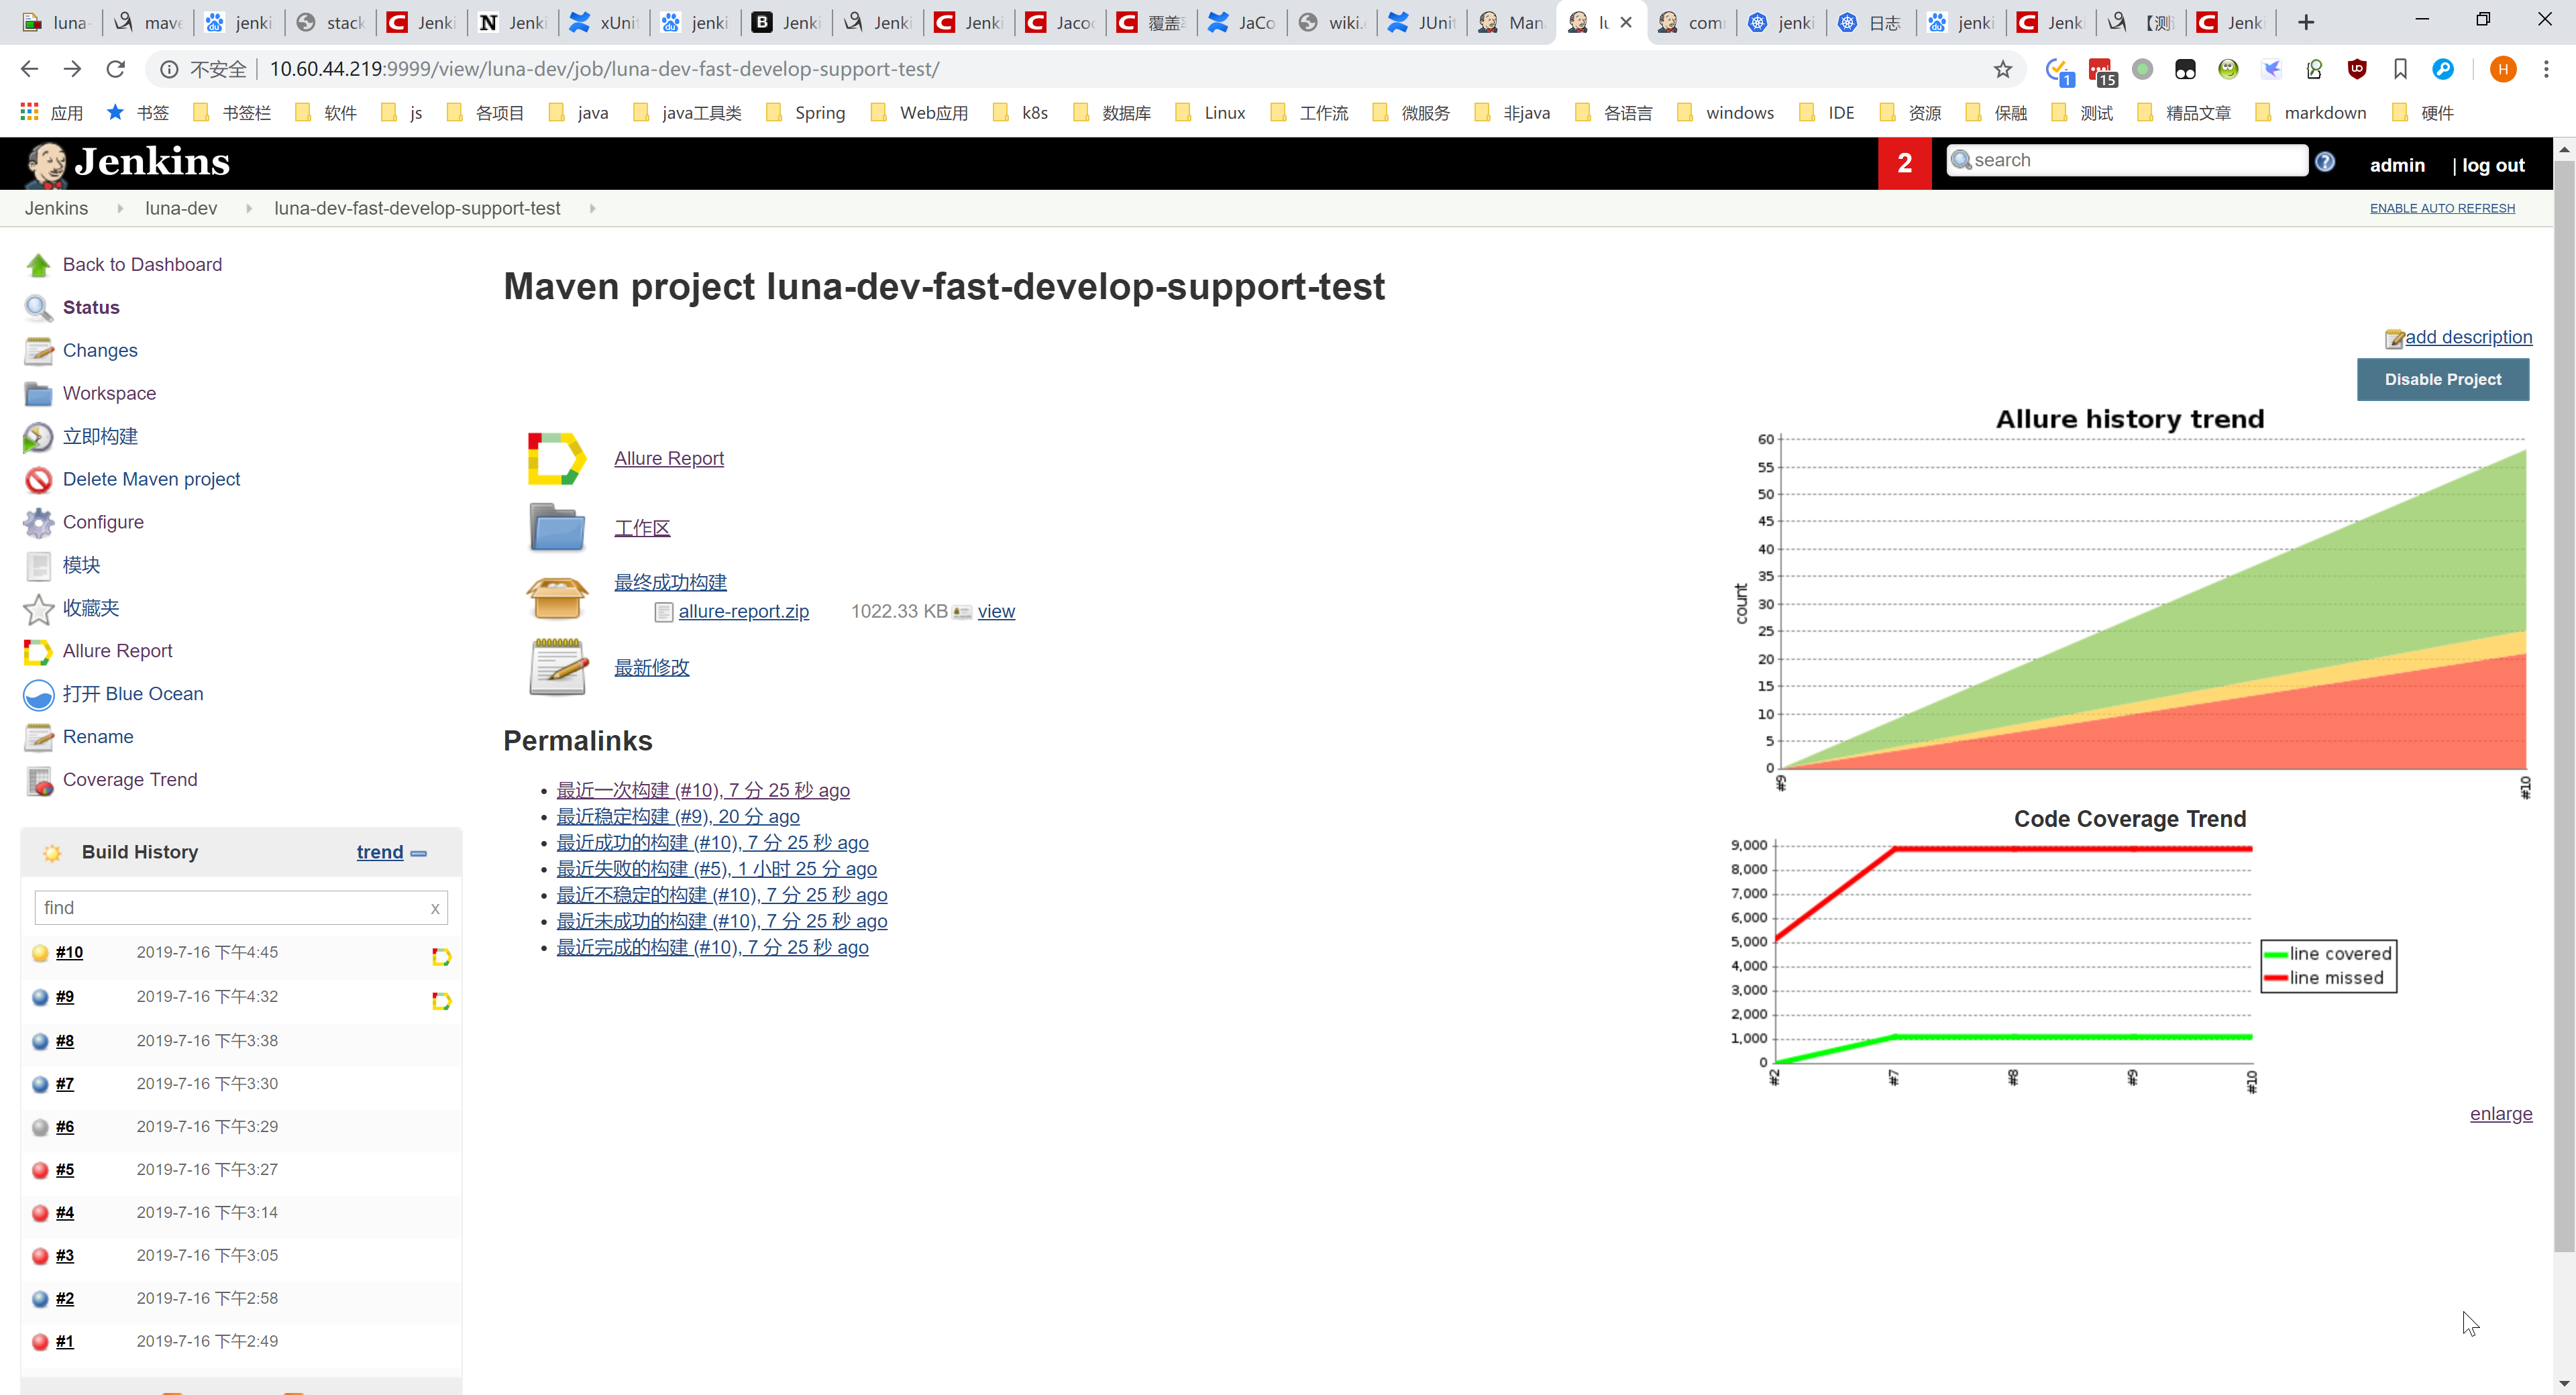 luna-
mave
jenki
stack
Jenki
Jenki
xUnit
jenki
Jenki
Jenki
Jenki
Jacoc
覆盖率
JaCo
wiki.
JUnit
Man
lu
com
jenki
日志
jenki
Jenk
【测
Jenki
不安全 10.60.44.219:9999/view/luna-dev/job/luna-dev-fast-develop-support-test/
1
15
H
应用 书签 书签栏 软件 js 各项目 java java工具类 Spring Web应用 k8s 数据库 Linux 工作流 微服务 非java 各语言 windows IDE 资源 保融 测试 精品文章 markdown 硬件
Jenkins
2
search
admin
| log out
Jenkins luna-dev luna-dev-fast-develop-support-test
ENABLE AUTO REFRESH
Back to Dashboard
Status
Changes
Workspace
立即构建
Delete Maven project
Configure
模块
收藏夹
Allure Report
打开 Blue Ocean
Rename
Coverage Trend
Build History
trend
find
x
#10 2019-7-16 下午4:45
#9 2019-7-16 下午4:32
#8 2019-7-16 下午3:38
#7 2019-7-16 下午3:30
#6 2019-7-16 下午3:29
#5 2019-7-16 下午3:27
#4 2019-7-16 下午3:14
#3 2019-7-16 下午3:05
#2 2019-7-16 下午2:58
#1 2019-7-16 下午2:49
Maven project luna-dev-fast-develop-support-test
add description
Disable Project
Allure Report
工作区
最终成功构建
allure-report.zip 1022.33 KB view
最新修改
Permalinks
最近一次构建 (#10), 7 分 25 秒 ago
最近稳定构建 (#9), 20 分 ago
最近成功的构建 (#10), 7 分 25 秒 ago
最近失败的构建 (#5), 1 小时 25 分 ago
最近不稳定的构建 (#10), 7 分 25 秒 ago
最近未成功的构建 (#10), 7 分 25 秒 ago
最近完成的构建 (#10), 7 分 25 秒 ago
Allure history trend
60
55
50
45
40
35
30
25
20
15
10
5
0
count
#9
#10
Code Coverage Trend
9,000
8,000
7,000
6,000
5,000
4,000
3,000
2,000
1,000
0
#2
#7
#8
#9
#10
line covered
line missed
enlarge